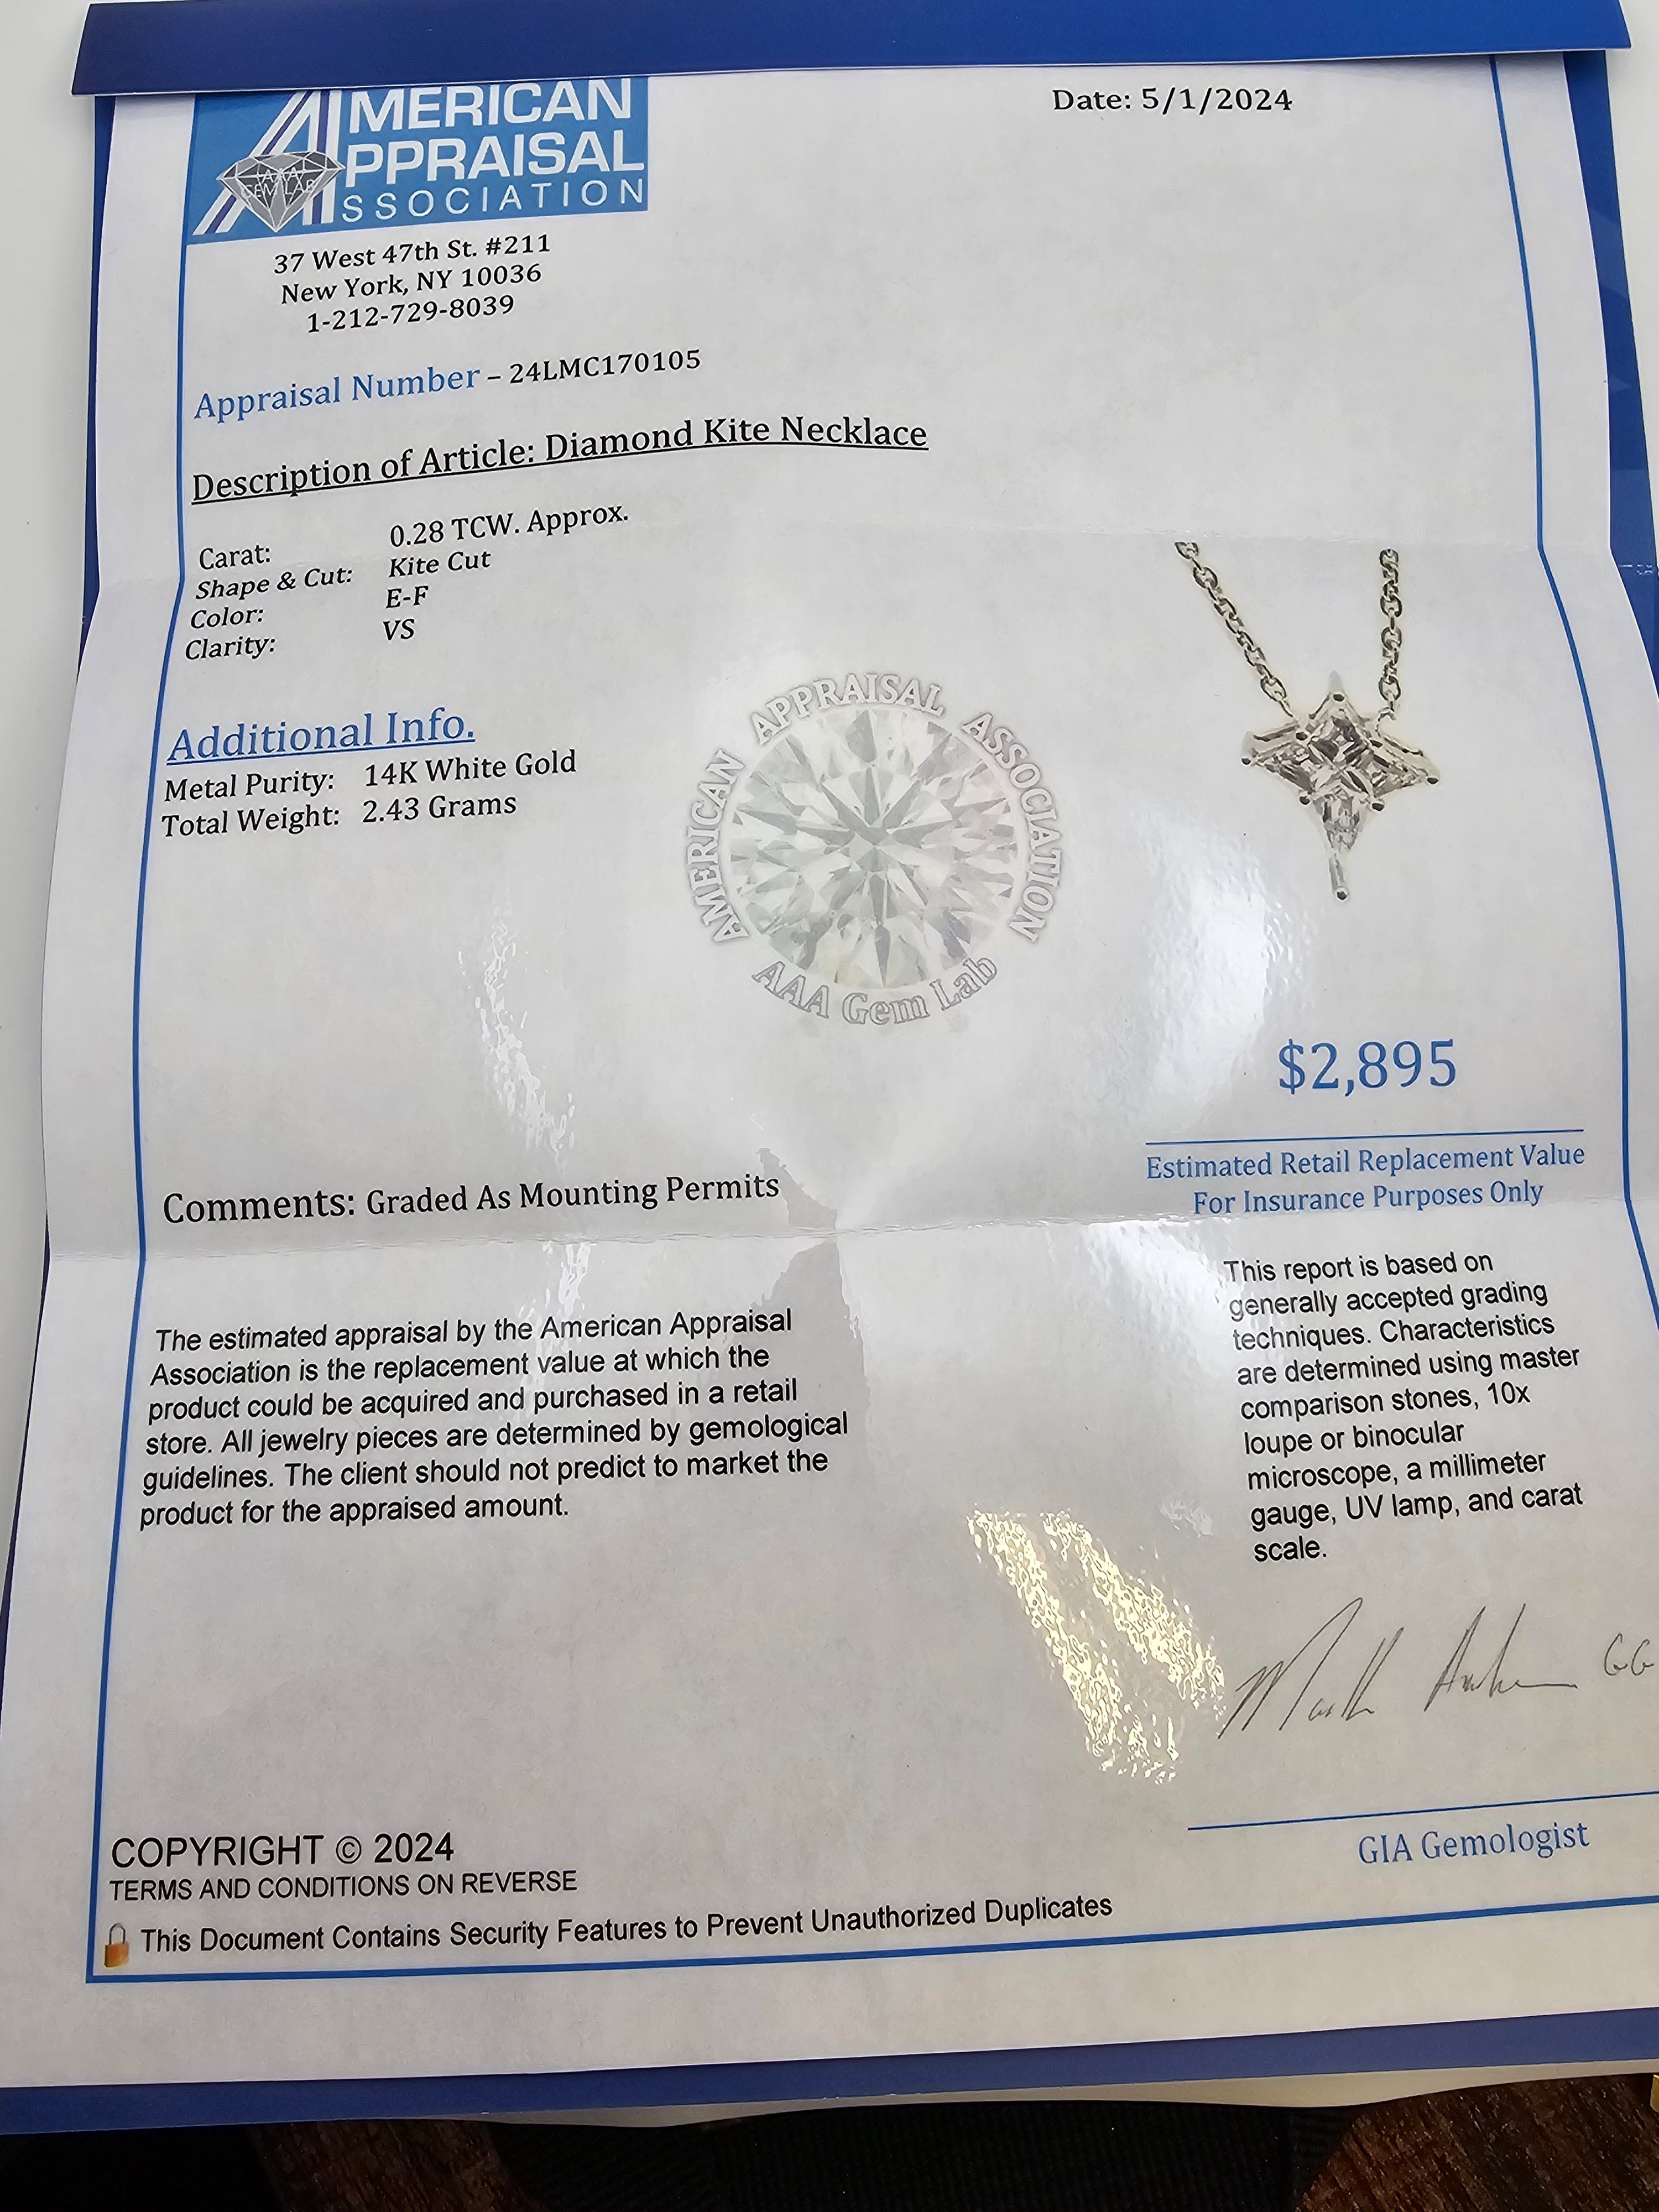 AMERICAN
APPRAISAL
ASSOCIATION
AAA
GEM LAB
Date: 5/1/2024
37 West 47th St. #211
New York, NY 10036
1-212-729-8039
Appraisal Number – 24LMC170105
Description of Article: Diamond Kite Necklace
Carat: 0.28 TCW. Approx.
Shape & Cut: Kite Cut
Color: E-F
Clarity: VS
Additional Info.
Metal Purity: 14K White Gold
Total Weight: 2.43 Grams
AMERICAN APPRAISAL ASSOCIATION
AAA Gem Lab
$2,895
Estimated Retail Replacement Value
For Insurance Purposes Only
Comments: Graded As Mounting Permits
The estimated appraisal by the American Appraisal
Association is the replacement value at which the
product could be acquired and purchased in a retail
store. All jewelry pieces are determined by gemological
guidelines. The client should not predict to market the
product for the appraised amount.
This report is based on
generally accepted grading
techniques. Characteristics
are determined using master
comparison stones, 10x
loupe or binocular
microscope, a millimeter
gauge, UV lamp, and carat
scale.
GG
GIA Gemologist
COPYRIGHT © 2024
TERMS AND CONDITIONS ON REVERSE
This Document Contains Security Features to Prevent Unauthorized Duplicates